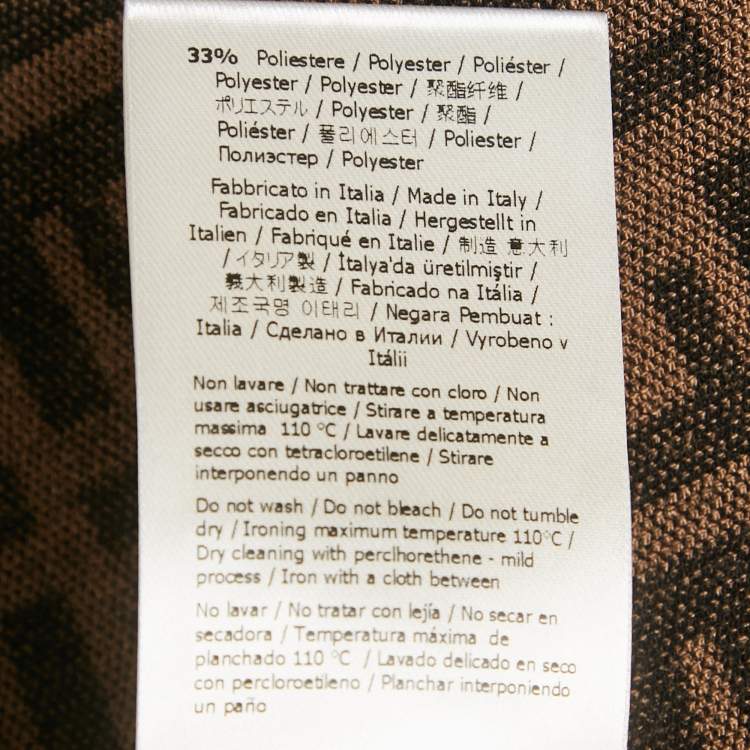 33% Poliestere / Polyester / Poliéster /
Polyester / Polyester / 聚酯纤维 /
ポリエステル / Polyester / 聚酯 /
Poliéster / 폴리에스터 / Poliester /
Полиэстер / Polyester
Fabbricato in Italia / Made in Italy /
Fabricado en Italia / Hergestellt in
Italien / Fabriqué en Italie / 制造 意大利
/ イタリア製 / İtalya'da üretilmiştir /
義大利製造 / Fabricado na Itália /
제조국명 이태리 / Negara Pembuat :
Italia / Сделано в Италии / Vyrobeno v
Itálii
Non lavare / Non trattare con cloro / Non
usare asciugatrice / Stirare a temperatura
massima 110 °C / Lavare delicatamente a
secco con tetracloroetilene / Stirare
interponendo un panno
Do not wash / Do not bleach / Do not tumble
dry / Ironing maximum temperature 110°C /
Dry cleaning with perclhorethene - mild
process / Iron with a cloth between
No lavar / No tratar con lejía / No secar en
secadora / Temperatura máxima de
planchado 110 °C / Lavado delicado en seco
con percloroetileno / Planchar interponiendo
un paño